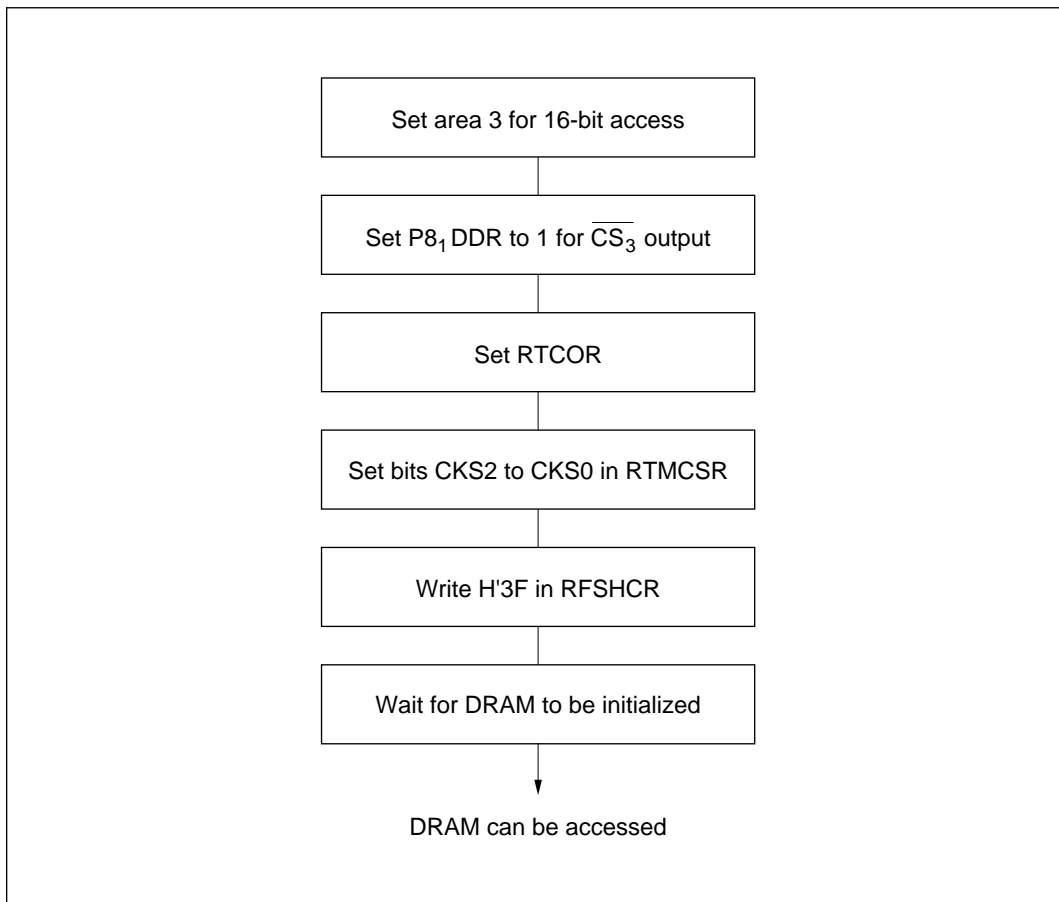 Set area 3 for 16-bit access
Set P8₁ DDR to 1 for C̅S̅₃ output
Set RTCOR
Set bits CKS2 to CKS0 in RTMCSR
Write H'3F in RFSHCR
Wait for DRAM to be initialized
DRAM can be accessed